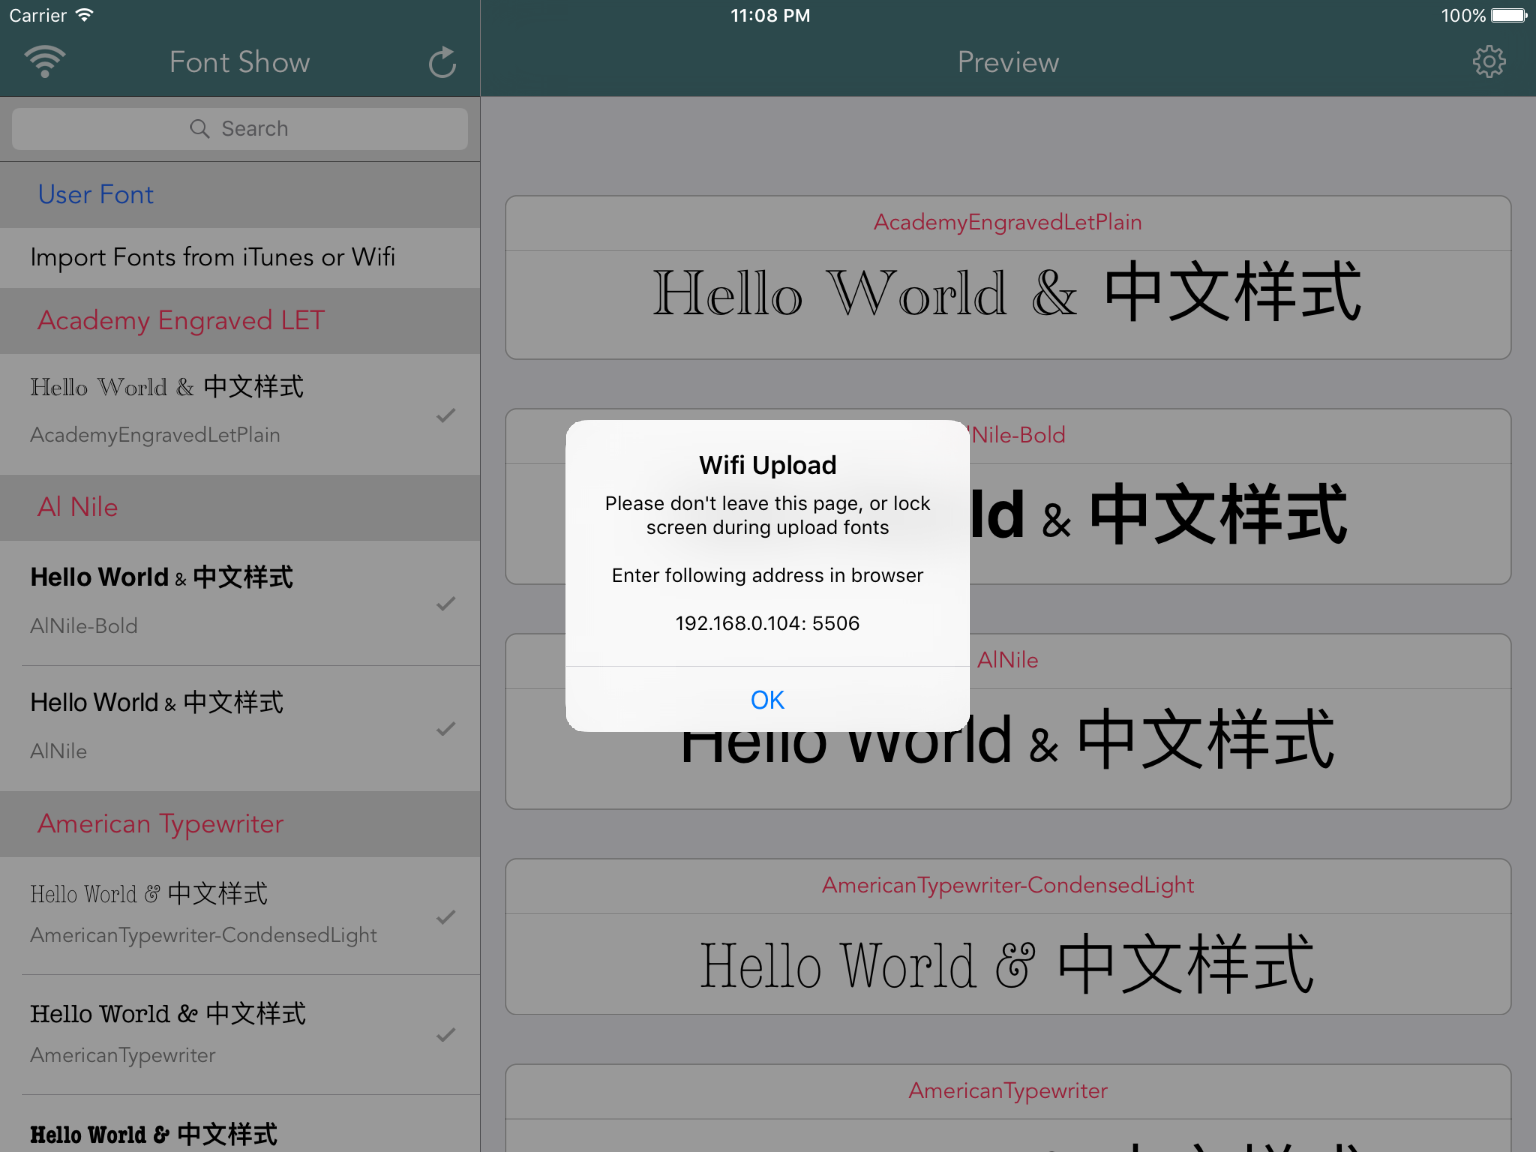 Carrier
11:08 PM
100%
Font Show
Preview
Search
User Font
Import Fonts from iTunes or Wifi
Academy Engraved LET
Hello World & 中文样式
AcademyEngravedLetPlain
Al Nile
Hello World & 中文样式
AlNile-Bold
Hello World & 中文样式
AlNile
American Typewriter
Hello World & 中文样式
AmericanTypewriter-CondensedLight
Hello World & 中文样式
AmericanTypewriter
Hello World & 中文样式
AcademyEngravedLetPlain
Hello World & 中文样式
lNile-Bold
ld & 中文样式
AlNile
Hello World & 中文样式
AmericanTypewriter-CondensedLight
Hello World & 中文样式
AmericanTypewriter
Wifi Upload
Please don't leave this page, or lock
screen during upload fonts
Enter following address in browser
192.168.0.104: 5506
OK